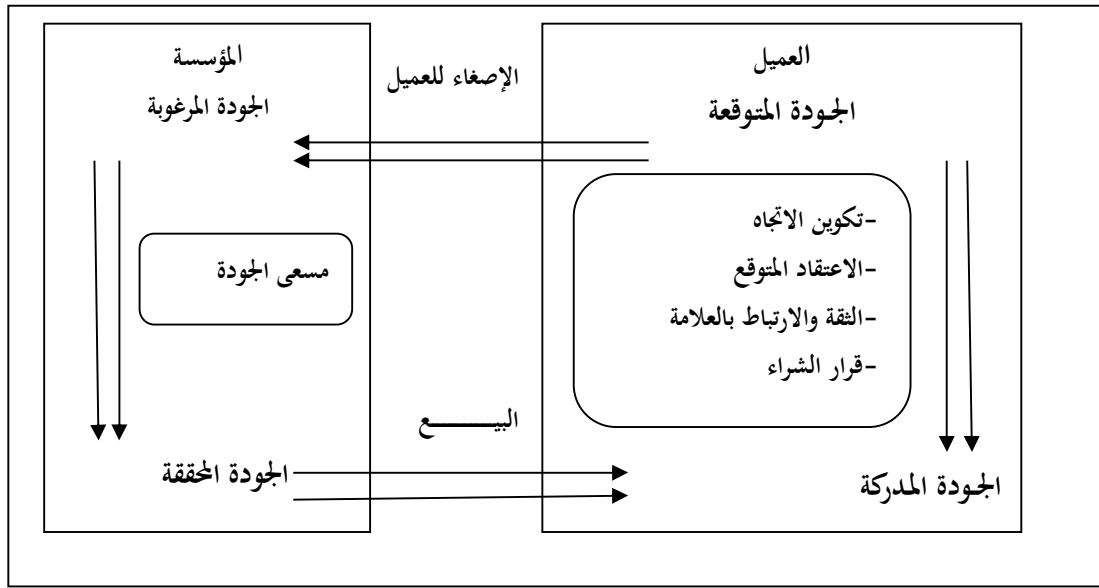 العميل
الجودة المتوقعة
-تكوين الاتجاه
-الاعتقاد المتوقع
-الثقة والارتباط بالعلامة
-قرار الشراء
الجودة المدركة
الإصغاء للعميل
البيـــــــــع
المؤسسة
الجودة المرغوبة
مسعى الجودة
الجودة المحققة